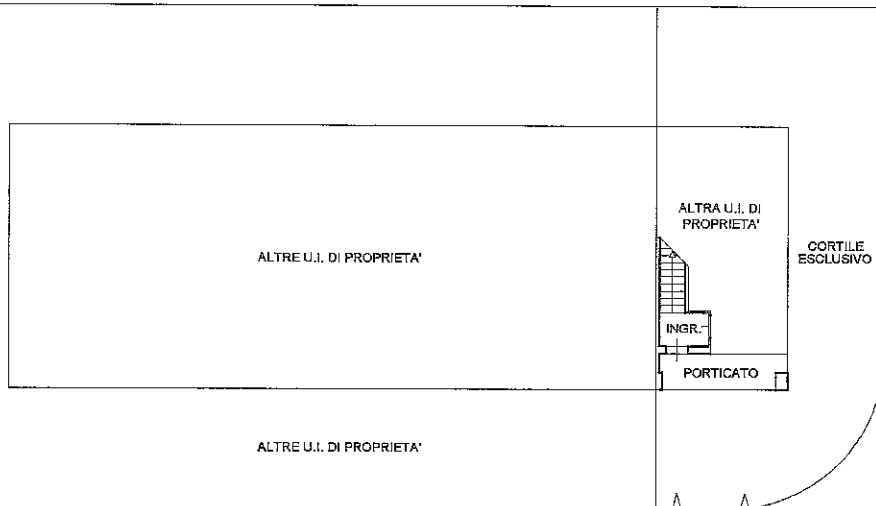 ALTRA U.I. DI
PROPRIETA'
CORTILE
ESCLUSIVO
ALTRE U.I. DI PROPRIETA'
INGR.
PORTICATO
ALTRE U.I. DI PROPRIETA'